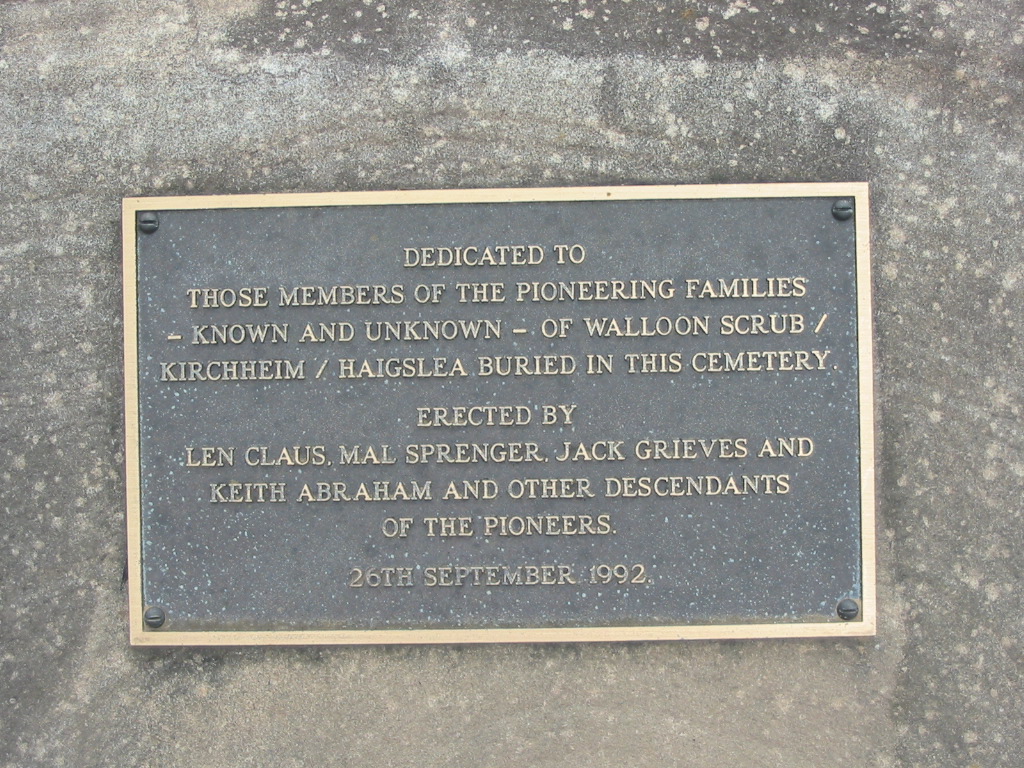 DEDICATED TO
THOSE MEMBERS OF THE PIONEERING FAMILIES
– KNOWN AND UNKNOWN – OF WALLOON SCRUB /
KIRCHHEIM / HAIGSLEA BURIED IN THIS CEMETERY.
ERECTED BY
LEN CLAUS, MAL SPRENGER, JACK GRIEVES AND
KEITH ABRAHAM AND OTHER DESCENDANTS
OF THE PIONEERS.
26TH SEPTEMBER 1992.